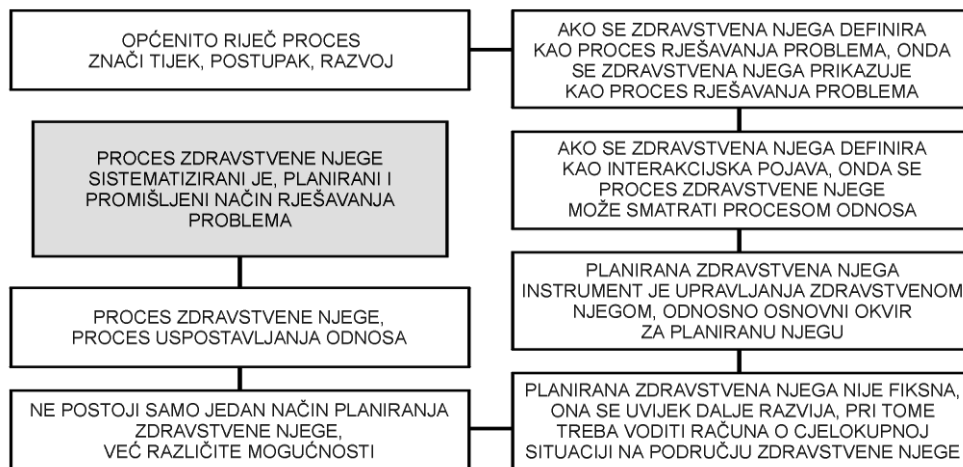 OPĆENITO RIJEČ PROCES
ZNAČI TIJEK, POSTUPAK, RAZVOJ
AKO SE ZDRAVSTVENA NJEGA DEFINIRA
KAO PROCES RJEŠAVANJA PROBLEMA, ONDA
SE ZDRAVSTVENA NJEGA PRIKAZUJE
KAO PROCES RJEŠAVANJA PROBLEMA
AKO SE ZDRAVSTVENA NJEGA DEFINIRA
KAO INTERAKCIJSKA POJAVA, ONDA SE
PROCES ZDRAVSTVENE NJEGE
MOŽE SMATRATI PROCESOM ODNOSA
PLANIRANA ZDRAVSTVENA NJEGA
INSTRUMENT JE UPRAVLJANJA ZDRAVSTVENOM
NJEGOM, ODNOSNO OSNOVNI OKVIR
ZA PLANIRANU NJEGU
PLANIRANA ZDRAVSTVENA NJEGA NIJE FIKSNA,
ONA SE UVIJEK DALJE RAZVIJA, PRI TOME
TREBA VODITI RAČUNA O CJELOKUPNOJ
SITUACIJI NA PODRUČJU ZDRAVSTVENE NJEGE
NE POSTOJI SAMO JEDAN NAČIN PLANIRANJA
ZDRAVSTVENE NJEGE,
VEĆ RAZLIČITE MOGUĆNOSTI
PROCES ZDRAVSTVENE NJEGE,
PROCES USPOSTAVLJANJA ODNOSA
PROCES ZDRAVSTVENE NJEGE
SISTEMATIZIRANI JE, PLANIRANI I
PROMIŠLJENI NAČIN RJEŠAVANJA
PROBLEMA